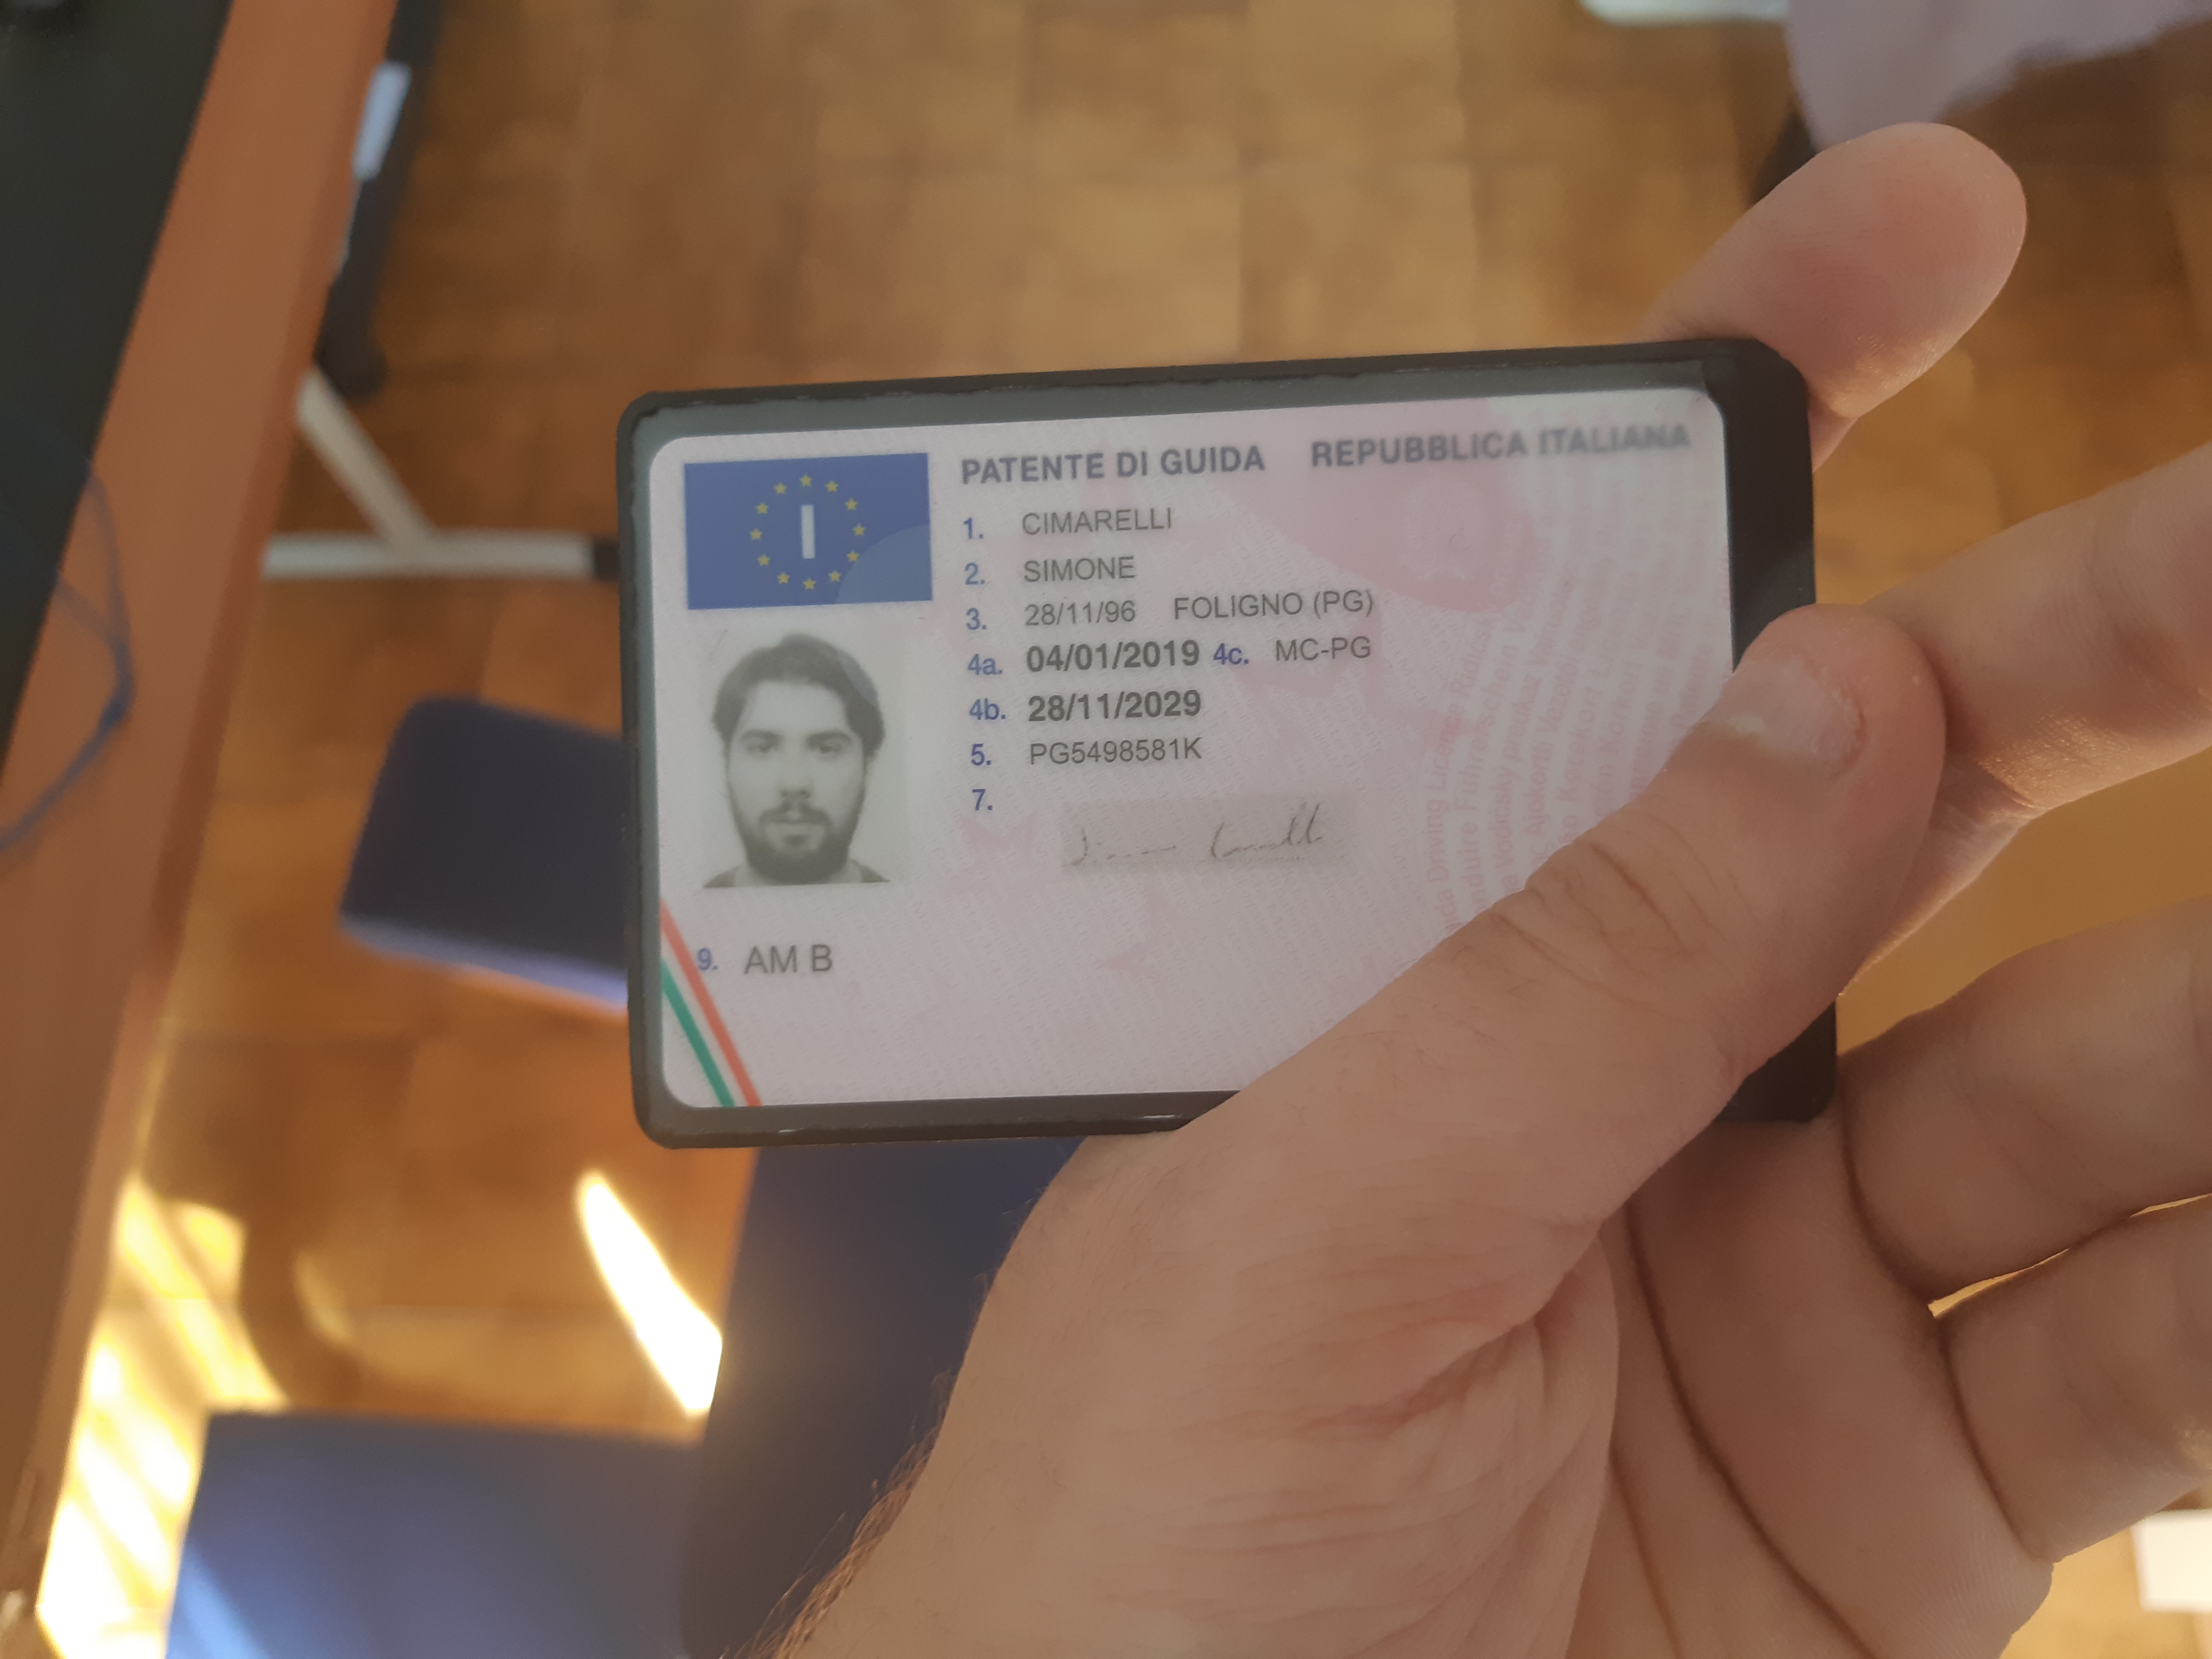 I
PATENTE DI GUIDA REPUBBLICA ITALIANA
1. CIMARELLI
2. SIMONE
3. 28/11/96 FOLIGNO (PG)
4a. 04/01/2019 4c. MC-PG
4b. 28/11/2029
5. PG5498581K
7.
9. AM B